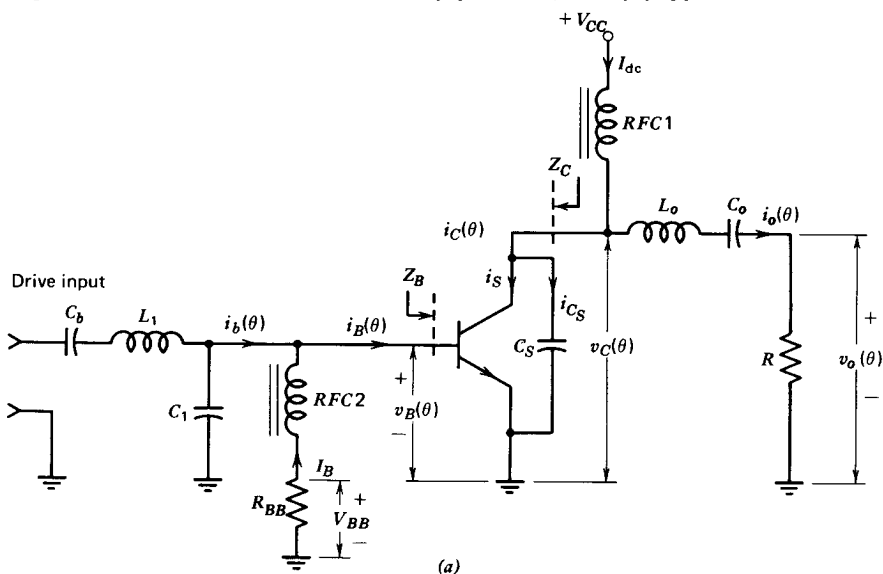 + V_CC
I_dc
RFC1
Z_C
L_o
C_o
i_o(θ)
i_C(θ)
Z_B
Drive input
i_S
i_C_S
C_b
L_1
i_b(θ)
i_B(θ)
C_S
v_C(θ)
+
R
v_o(θ)
−
C_1
RFC2
+
v_B(θ)
−
I_B
R_BB
+
V_BB
−
(a)